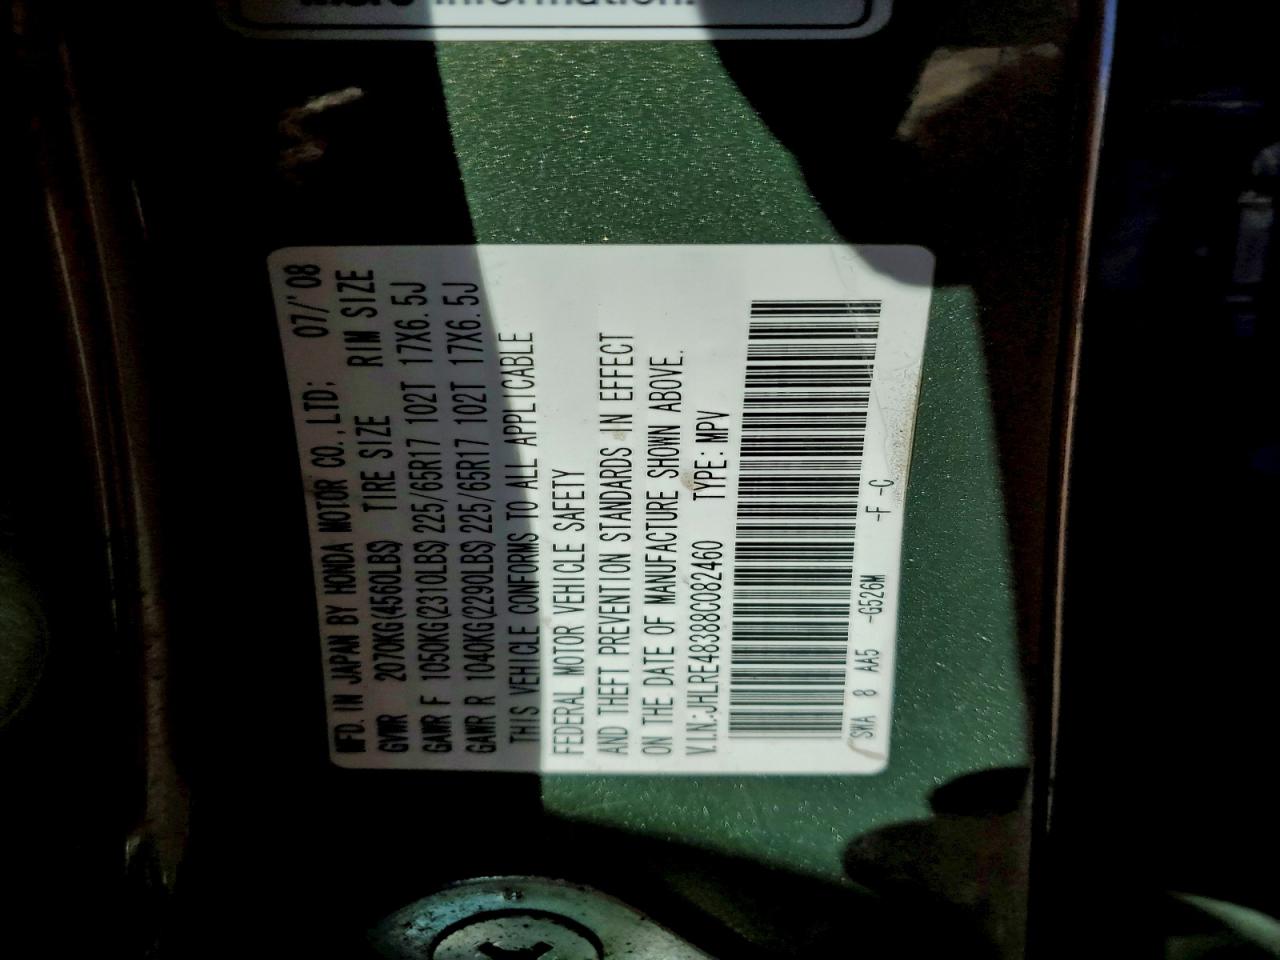 more information.
MFD. IN JAPAN BY HONDA MOTOR CO., LTD; 07/'08
GVWR 2070KG(4560LBS) TIRE SIZE RIM SIZE
GAWR F 1050KG(2310LBS) 225/65R17 102T 17X6.5J
GAWR R 1040KG(2290LBS) 225/65R17 102T 17X6.5J
THIS VEHICLE CONFORMS TO ALL APPLICABLE
FEDERAL MOTOR VEHICLE SAFETY
AND THEFT PREVENTION STANDARDS IN EFFECT
ON THE DATE OF MANUFACTURE SHOWN ABOVE.
V.I.N:JHLRE48388C082460 TYPE:MPV
SWA 8 AA5 -G526M -F -C